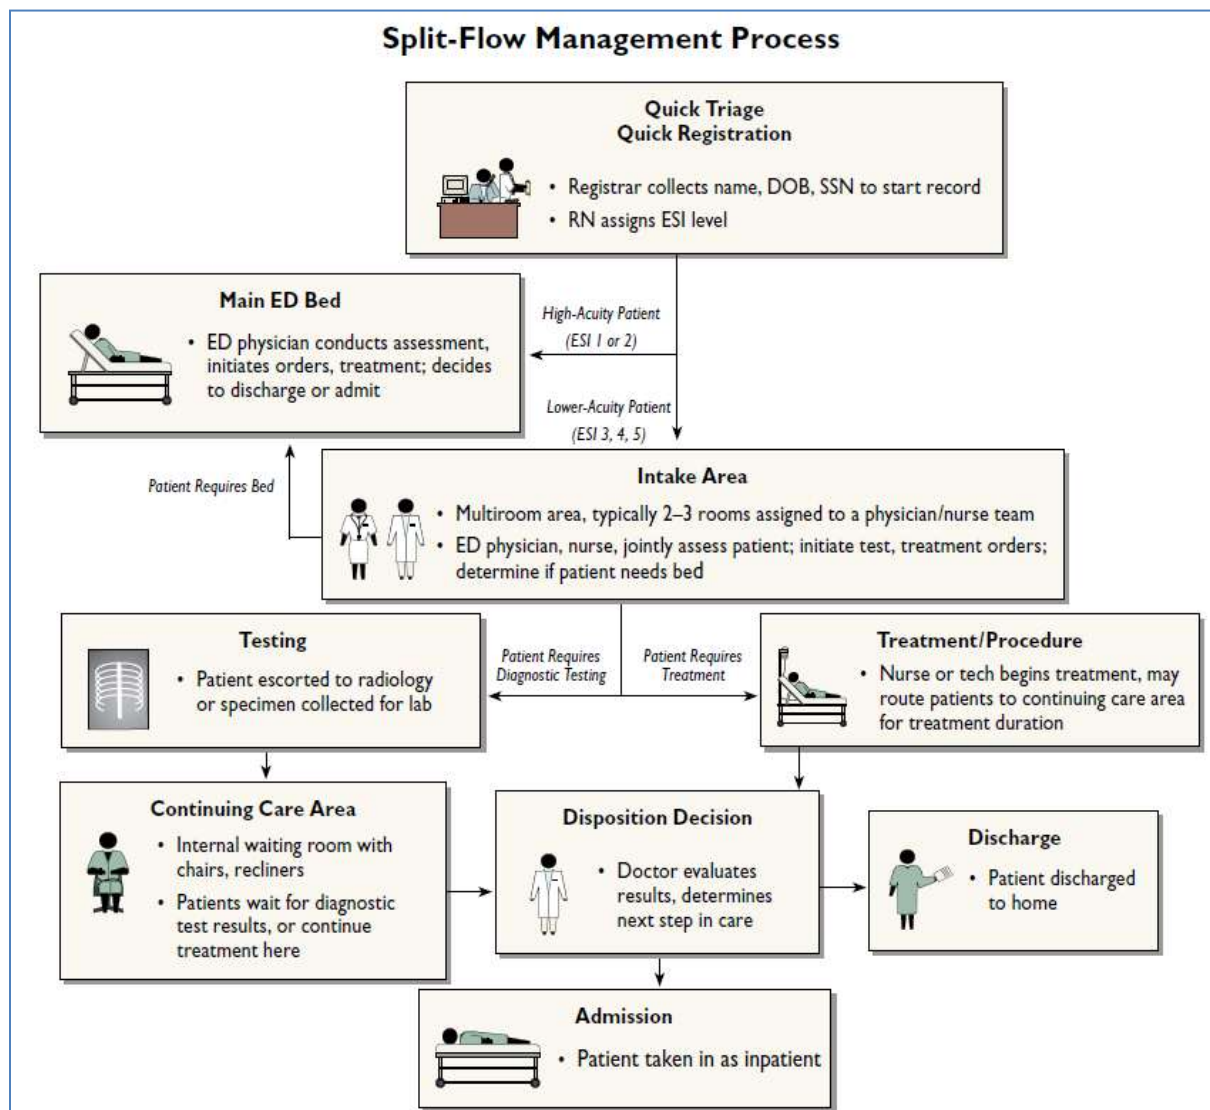 Split-Flow Management Process
Quick Triage
Quick Registration
• Registrar collects name, DOB, SSN to start record
• RN assigns ESI level
Main ED Bed
• ED physician conducts assessment,
initiates orders, treatment; decides
to discharge or admit
High-Acuity Patient
(ESI 1 or 2)
Lower-Acuity Patient
(ESI 3, 4, 5)
Patient Requires Bed
Intake Area
• Multiroom area, typically 2–3 rooms assigned to a physician/nurse team
• ED physician, nurse, jointly assess patient; initiate test, treatment orders;
determine if patient needs bed
Testing
• Patient escorted to radiology
or specimen collected for lab
Patient Requires
Diagnostic Testing
Patient Requires
Treatment
Treatment/Procedure
• Nurse or tech begins treatment, may
route patients to continuing care area
for treatment duration
Continuing Care Area
• Internal waiting room with
chairs, recliners
• Patients wait for diagnostic
test results, or continue
treatment here
Disposition Decision
• Doctor evaluates
results, determines
next step in care
Discharge
• Patient discharged
to home
Admission
• Patient taken in as inpatient